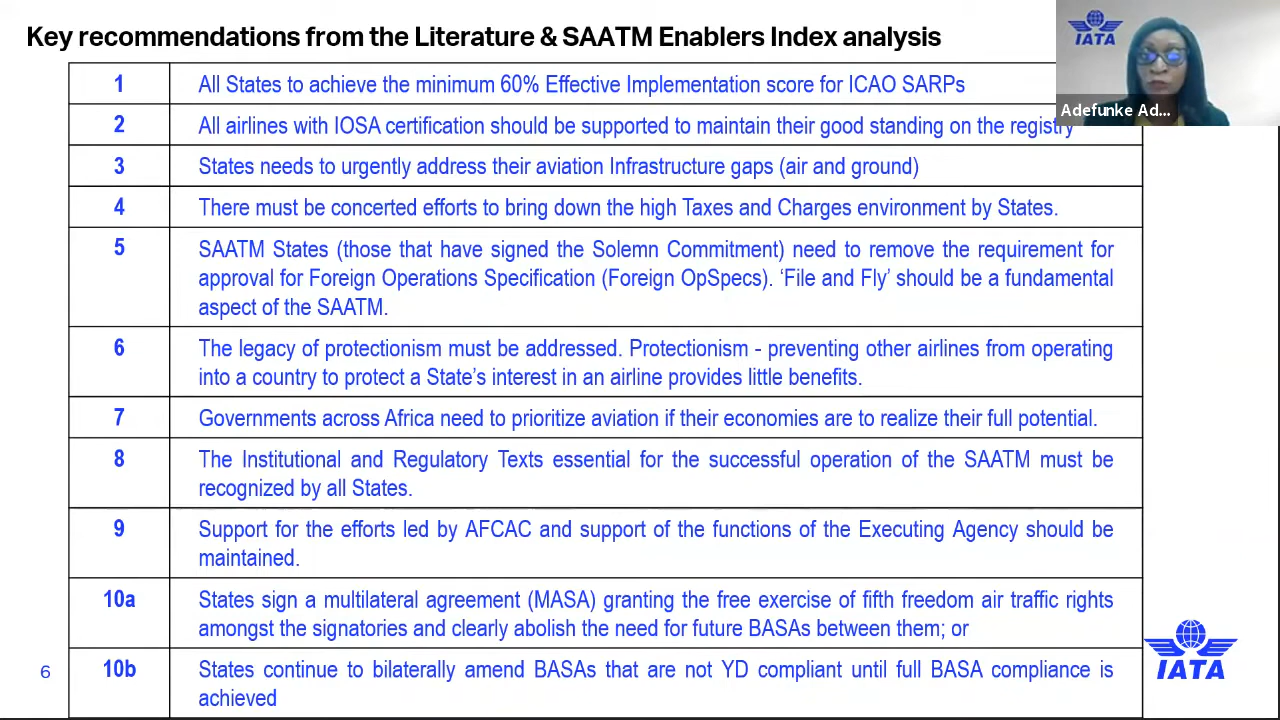 Key recommendations from the Literature & SAATM Enablers Index analysis
IATA
Adefunke Ad...
1 All States to achieve the minimum 60% Effective Implementation score for ICAO SARPs
2 All airlines with IOSA certification should be supported to maintain their good standing on the registry
3 States needs to urgently address their aviation Infrastructure gaps (air and ground)
4 There must be concerted efforts to bring down the high Taxes and Charges environment by States.
5 SAATM States (those that have signed the Solemn Commitment) need to remove the requirement for
approval for Foreign Operations Specification (Foreign OpSpecs). ‘File and Fly’ should be a fundamental
aspect of the SAATM.
6 The legacy of protectionism must be addressed. Protectionism - preventing other airlines from operating
into a country to protect a State’s interest in an airline provides little benefits.
7 Governments across Africa need to prioritize aviation if their economies are to realize their full potential.
8 The Institutional and Regulatory Texts essential for the successful operation of the SAATM must be
recognized by all States.
9 Support for the efforts led by AFCAC and support of the functions of the Executing Agency should be
maintained.
10a States sign a multilateral agreement (MASA) granting the free exercise of fifth freedom air traffic rights
amongst the signatories and clearly abolish the need for future BASAs between them; or
10b States continue to bilaterally amend BASAs that are not YD compliant until full BASA compliance is
achieved
6
IATA